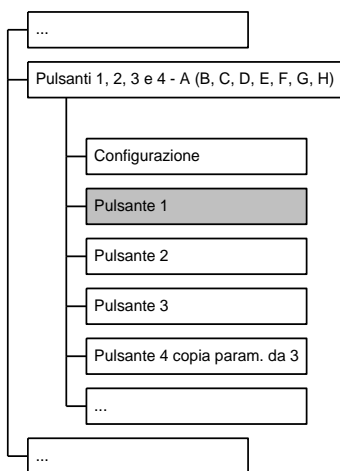 ...
Pulsanti 1, 2, 3 e 4 - A (B, C, D, E, F, G, H)
Configurazione
Pulsante 1
Pulsante 2
Pulsante 3
Pulsante 4 copia param. da 3
...
...